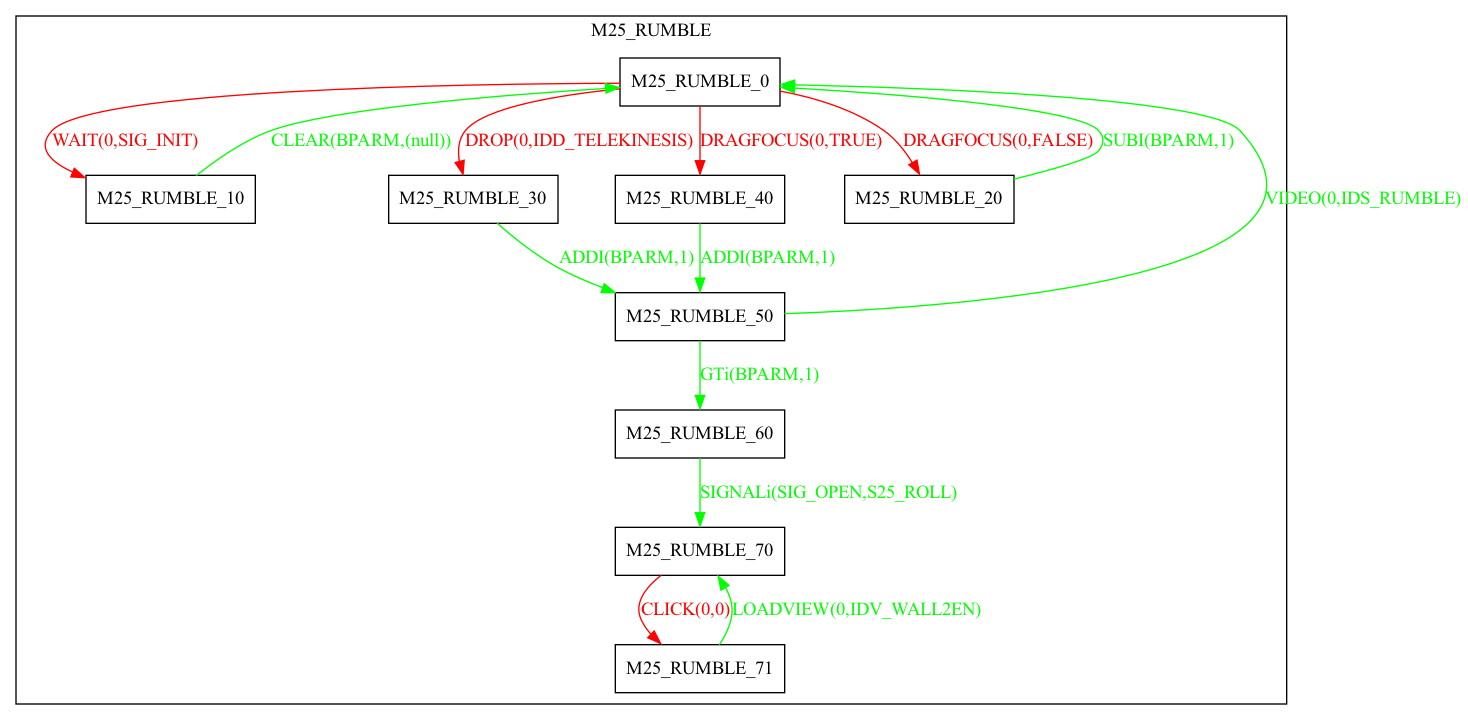 M25_RUMBLE
M25_RUMBLE_0
WAIT(0,SIG_INIT)
CLEAR(BPARM,(null))
DROP(0,IDD_TELEKINESIS)
DRAGFOCUS(0,TRUE)
DRAGFOCUS(0,FALSE)
SUBI(BPARM,1)
M25_RUMBLE_10
M25_RUMBLE_30
M25_RUMBLE_40
M25_RUMBLE_20
VIDEO(0,IDS_RUMBLE)
ADDI(BPARM,1)
ADDI(BPARM,1)
M25_RUMBLE_50
GTi(BPARM,1)
M25_RUMBLE_60
SIGNALi(SIG_OPEN,S25_ROLL)
M25_RUMBLE_70
CLICK(0,0)
LOADVIEW(0,IDV_WALL2EN)
M25_RUMBLE_71